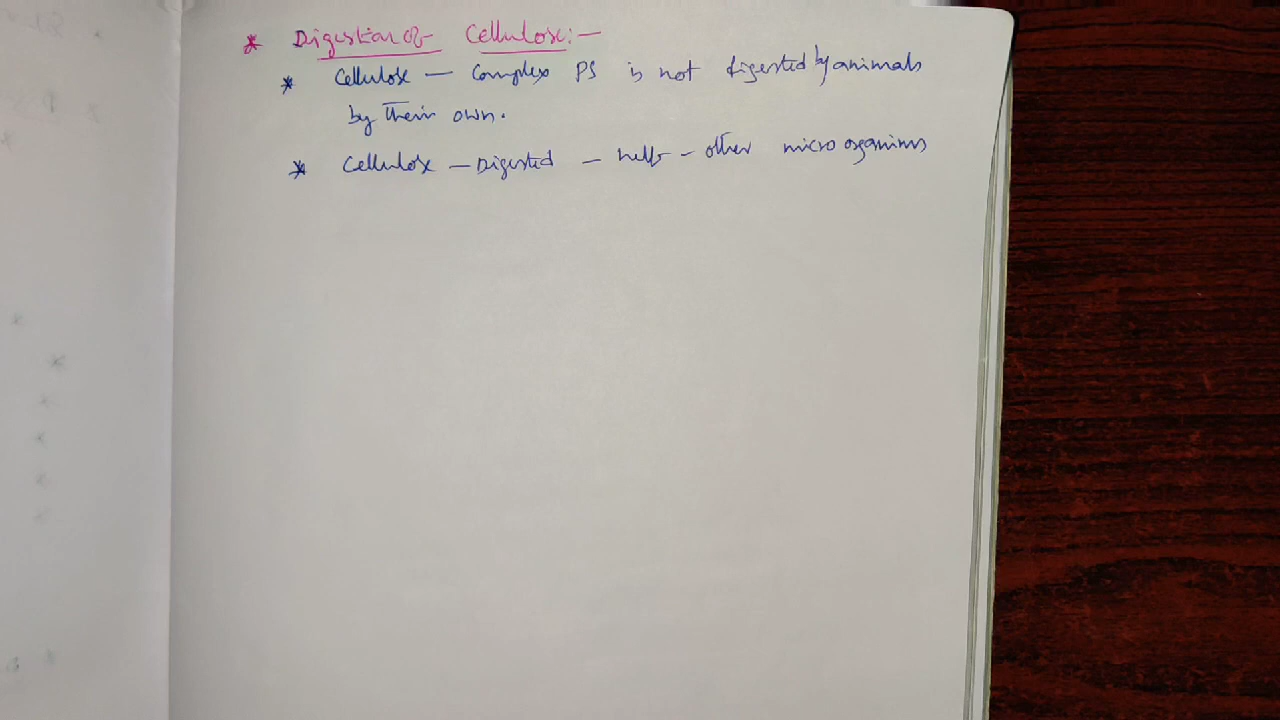 * Digestion of Cellulose:-
* Cellulose - Complex PS is not digested by animals
by their own.
* Cellulose - Digested - help - other micro organims